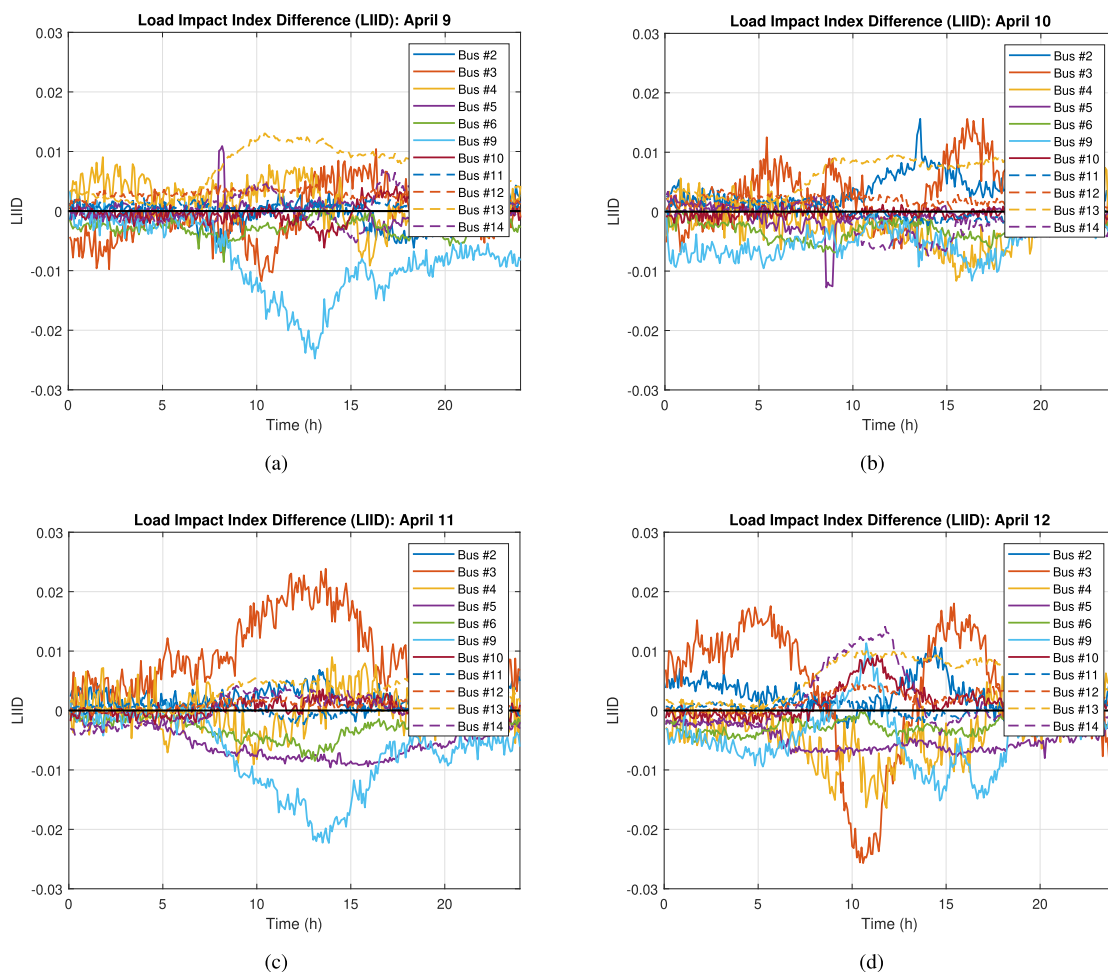 Load Impact Index Difference (LIID): April 9
0.03
0.02
0.01
0
-0.01
-0.02
-0.03
LIID
0
5
10
15
20
Time (h)
Bus #2
Bus #3
Bus #4
Bus #5
Bus #6
Bus #9
Bus #10
Bus #11
Bus #12
Bus #13
Bus #14
(a)
Load Impact Index Difference (LIID): April 10
0.03
0.02
0.01
0
-0.01
-0.02
-0.03
LIID
0
5
10
15
20
Time (h)
Bus #2
Bus #3
Bus #4
Bus #5
Bus #6
Bus #9
Bus #10
Bus #11
Bus #12
Bus #13
Bus #14
(b)
Load Impact Index Difference (LIID): April 11
0.03
0.02
0.01
0
-0.01
-0.02
-0.03
LIID
0
5
10
15
20
Time (h)
Bus #2
Bus #3
Bus #4
Bus #5
Bus #6
Bus #9
Bus #10
Bus #11
Bus #12
Bus #13
Bus #14
(c)
Load Impact Index Difference (LIID): April 12
0.03
0.02
0.01
0
-0.01
-0.02
-0.03
LIID
0
5
10
15
20
Time (h)
Bus #2
Bus #3
Bus #4
Bus #5
Bus #6
Bus #9
Bus #10
Bus #11
Bus #12
Bus #13
Bus #14
(d)